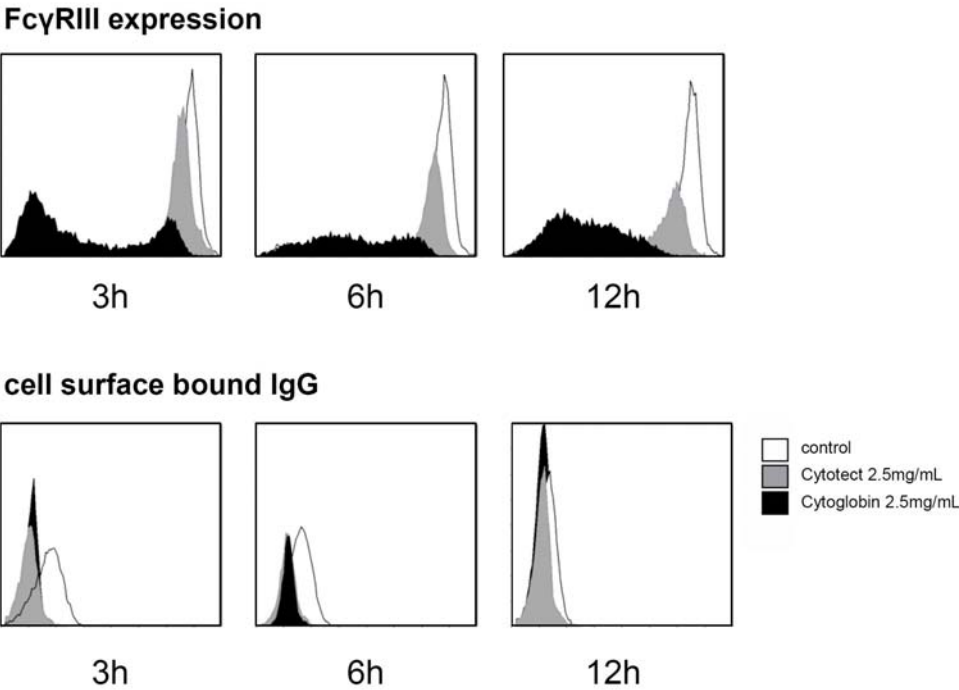 FcγRIII expression
3h 6h 12h
cell surface bound IgG
control
Cytotect 2.5mg/mL
Cytoglobin 2.5mg/mL
3h 6h 12h